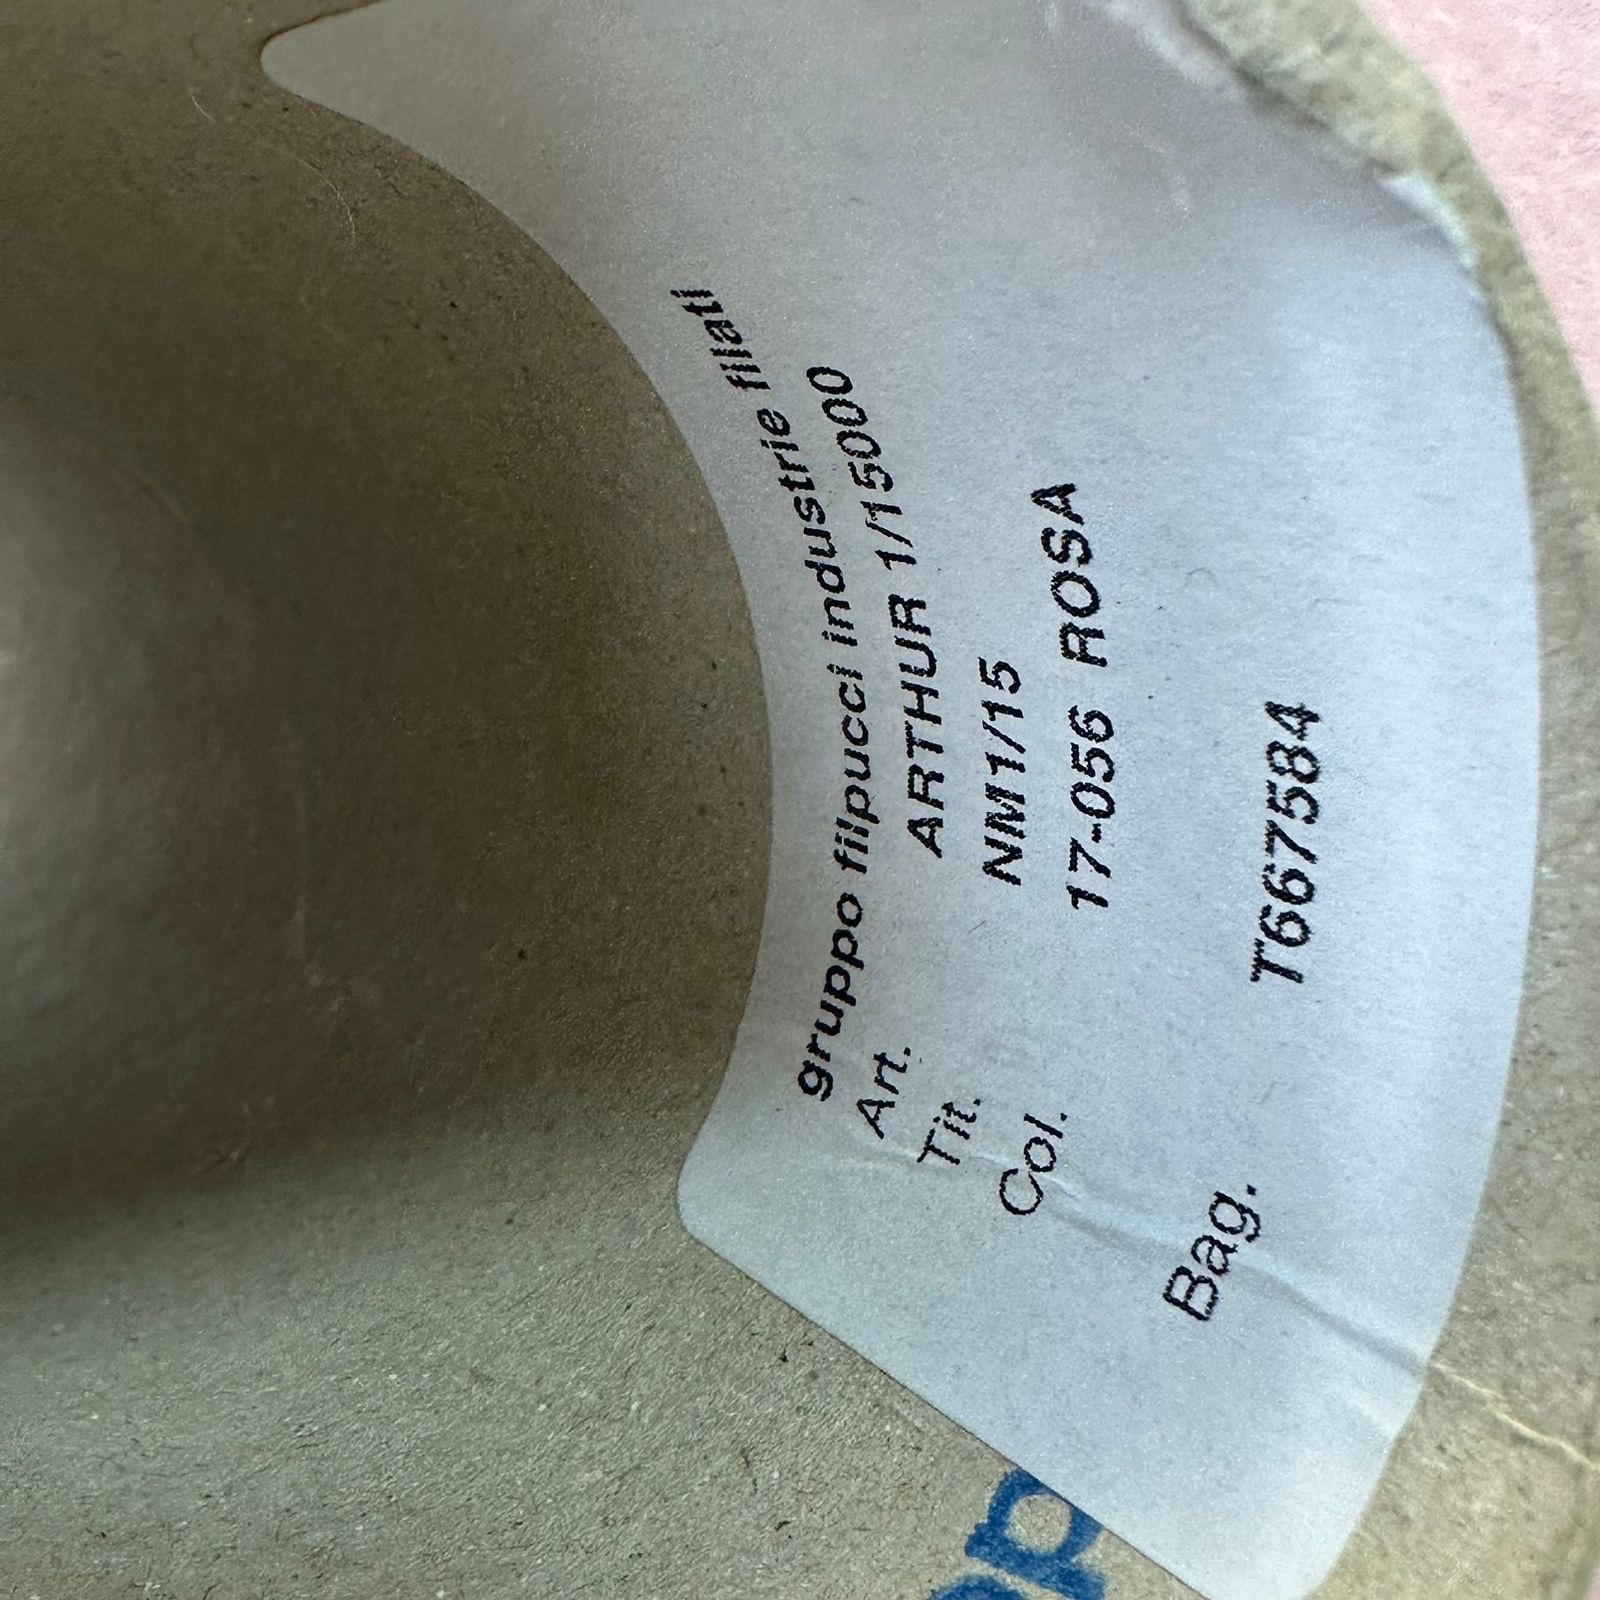 gruppo filpucci industrie filati
Art. ARTHUR 1/15000
Tit. NM1/15
Col. 17-056 ROSA
Bag. T667584